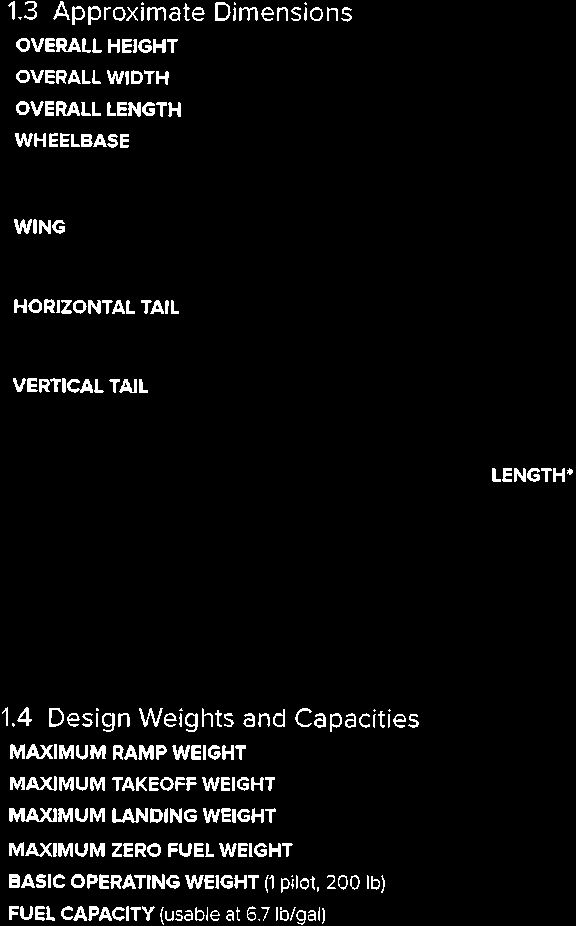 1.3 Approximate Dimensions
OVERALL HEIGHT
OVERALL WIDTH
OVERALL LENGTH
WHEELBASE
WING
HORIZONTAL TAIL
VERTICAL TAIL
LENGTH*
1.4 Design Weights and Capacities
MAXIMUM RAMP WEIGHT
MAXIMUM TAKEOFF WEIGHT
MAXIMUM LANDING WEIGHT
MAXIMUM ZERO FUEL WEIGHT
BASIC OPERATING WEIGHT (1 pilot, 200 lb)
FUEL CAPACITY (usable at 6.7 lb/gal)